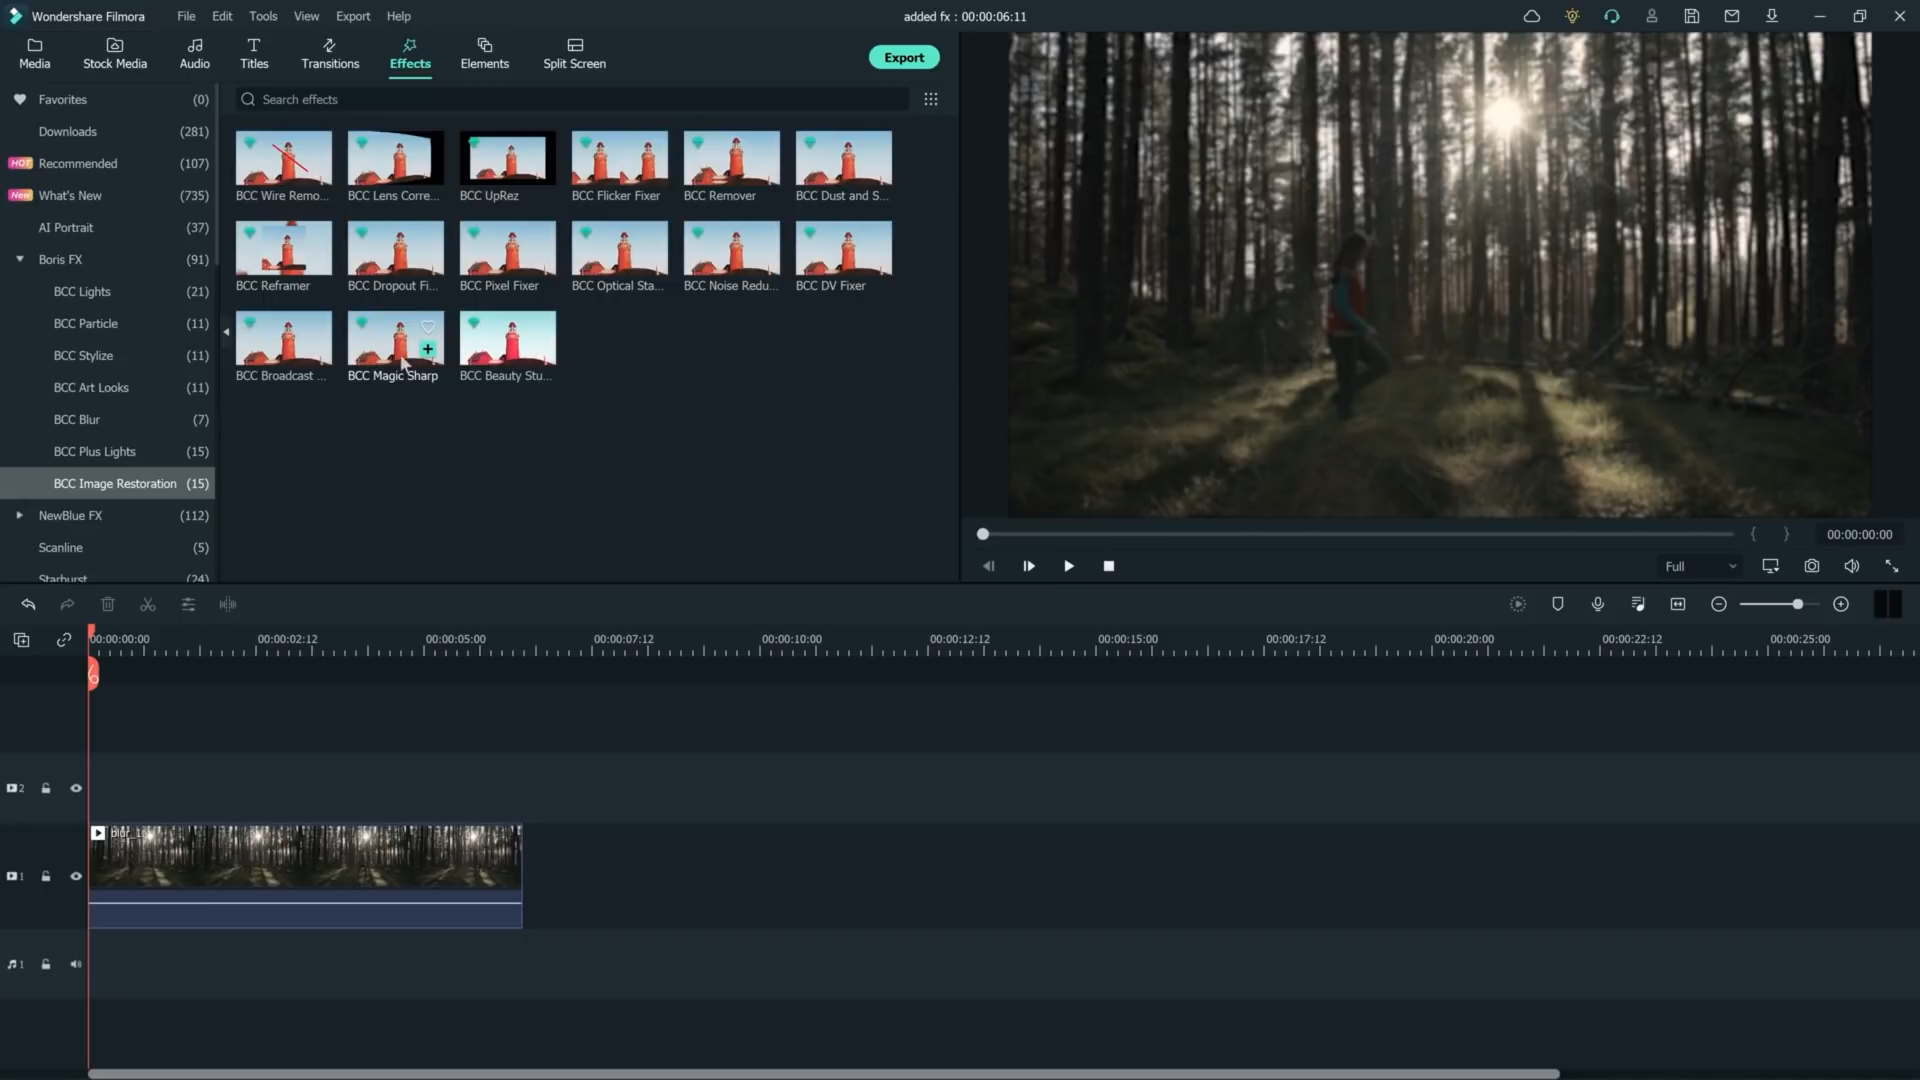 Wondershare Filmora File Edit Tools View Export Help added fx : 00:00:06:11
Media Stock Media Audio Titles Transitions Effects Elements Split Screen Export
Favorites (0)
Downloads (281)
HOT Recommended (107)
New What's New (735)
AI Portrait (37)
Boris FX (91)
BCC Lights (21)
BCC Particle (11)
BCC Stylize (11)
BCC Art Looks (11)
BCC Blur (7)
BCC Plus Lights (15)
BCC Image Restoration (15)
NewBlue FX (112)
Scanline (5)
Starburst (24)
Search effects
BCC Wire Remo... BCC Lens Corre... BCC UpRez BCC Flicker Fixer BCC Remover BCC Dust and S...
BCC Reframer BCC Dropout Fi... BCC Pixel Fixer BCC Optical Sta... BCC Noise Redu... BCC DV Fixer
BCC Broadcast ... BCC Magic Sharp BCC Beauty Stu...
{ } 00:00:00:00
Full
00:00:00:00 00:00:02:12 00:00:05:00 00:00:07:12 00:00:10:00 00:00:12:12 00:00:15:00 00:00:17:12 00:00:20:00 00:00:22:12 00:00:25:00
2
1
1